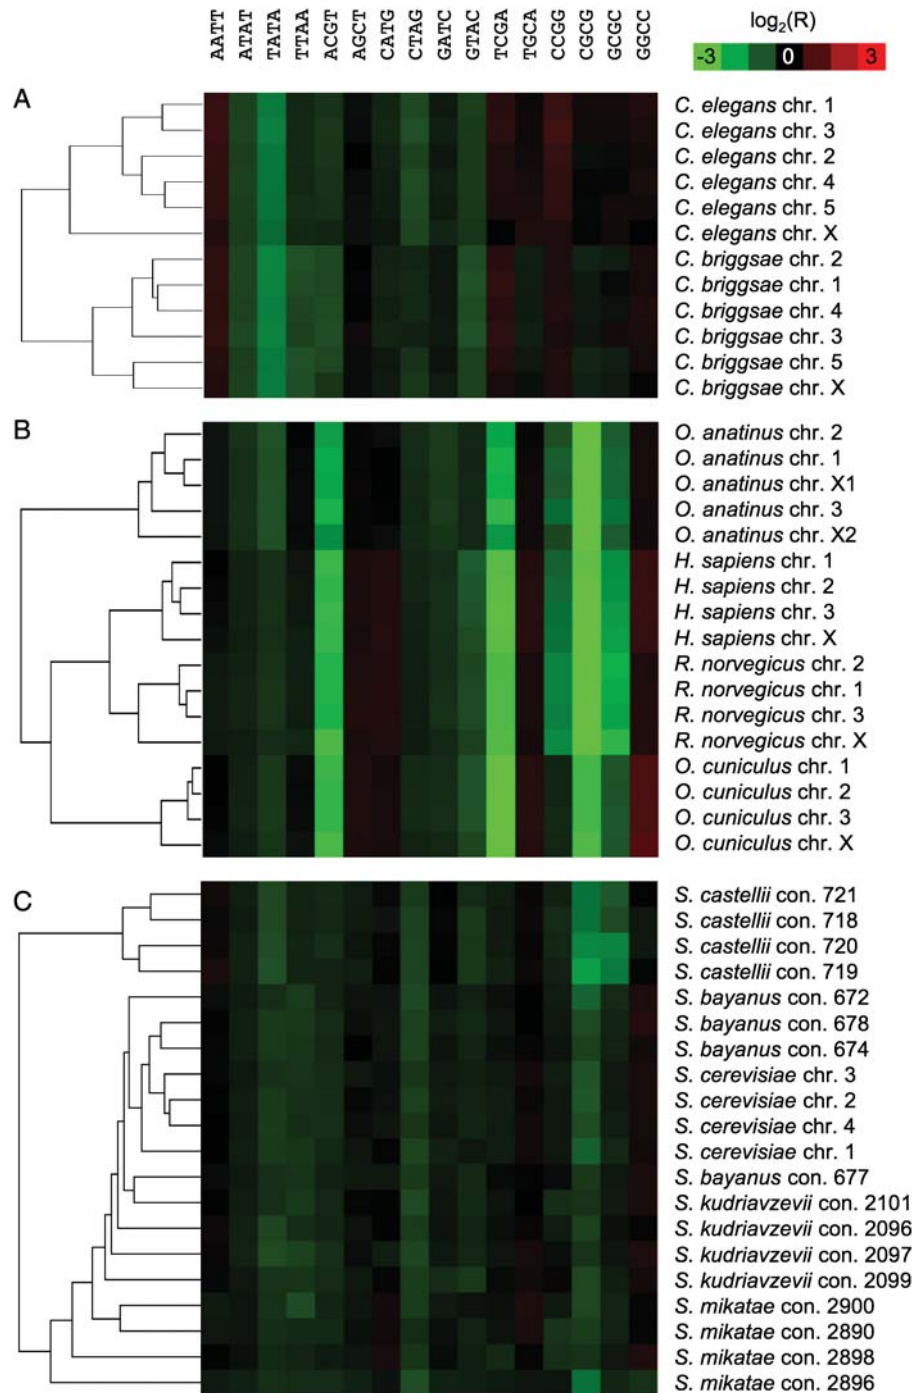 AATT ATAT TATA TTAA ACGT AGCT CATG CTAG GATC GTAC TCGA TGCA CCGG CGCG GCGC GGCC
log2(R)
-3 0 3
A
C. elegans chr. 1
C. elegans chr. 3
C. elegans chr. 2
C. elegans chr. 4
C. elegans chr. 5
C. elegans chr. X
C. briggsae chr. 2
C. briggsae chr. 1
C. briggsae chr. 4
C. briggsae chr. 3
C. briggsae chr. 5
C. briggsae chr. X
B
O. anatinus chr. 2
O. anatinus chr. 1
O. anatinus chr. X1
O. anatinus chr. 3
O. anatinus chr. X2
H. sapiens chr. 1
H. sapiens chr. 2
H. sapiens chr. 3
H. sapiens chr. X
R. norvegicus chr. 2
R. norvegicus chr. 1
R. norvegicus chr. 3
R. norvegicus chr. X
O. cuniculus chr. 1
O. cuniculus chr. 2
O. cuniculus chr. 3
O. cuniculus chr. X
C
S. castellii con. 721
S. castellii con. 718
S. castellii con. 720
S. castellii con. 719
S. bayanus con. 672
S. bayanus con. 678
S. bayanus con. 674
S. cerevisiae chr. 3
S. cerevisiae chr. 2
S. cerevisiae chr. 4
S. cerevisiae chr. 1
S. bayanus con. 677
S. kudriavzevii con. 2101
S. kudriavzevii con. 2096
S. kudriavzevii con. 2097
S. kudriavzevii con. 2099
S. mikatae con. 2900
S. mikatae con. 2890
S. mikatae con. 2898
S. mikatae con. 2896